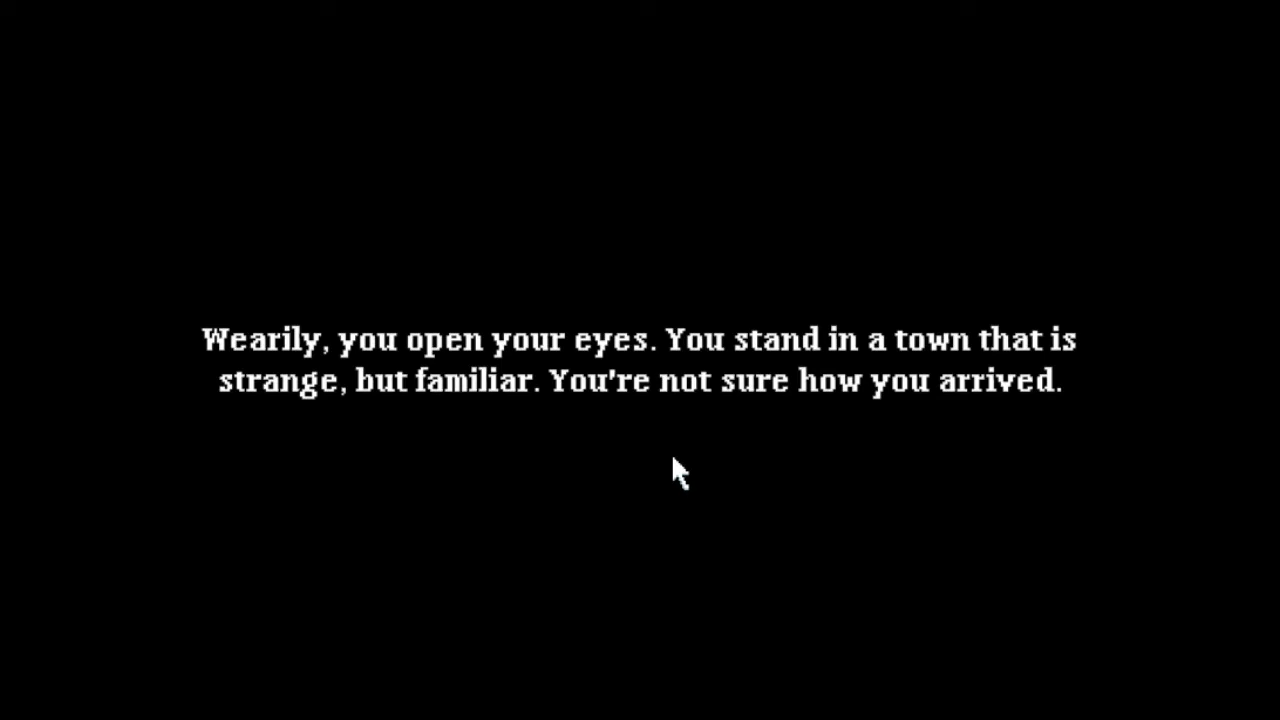 Wearily, you open your eyes. You stand in a town that is
strange, but familiar. You're not sure how you arrived.